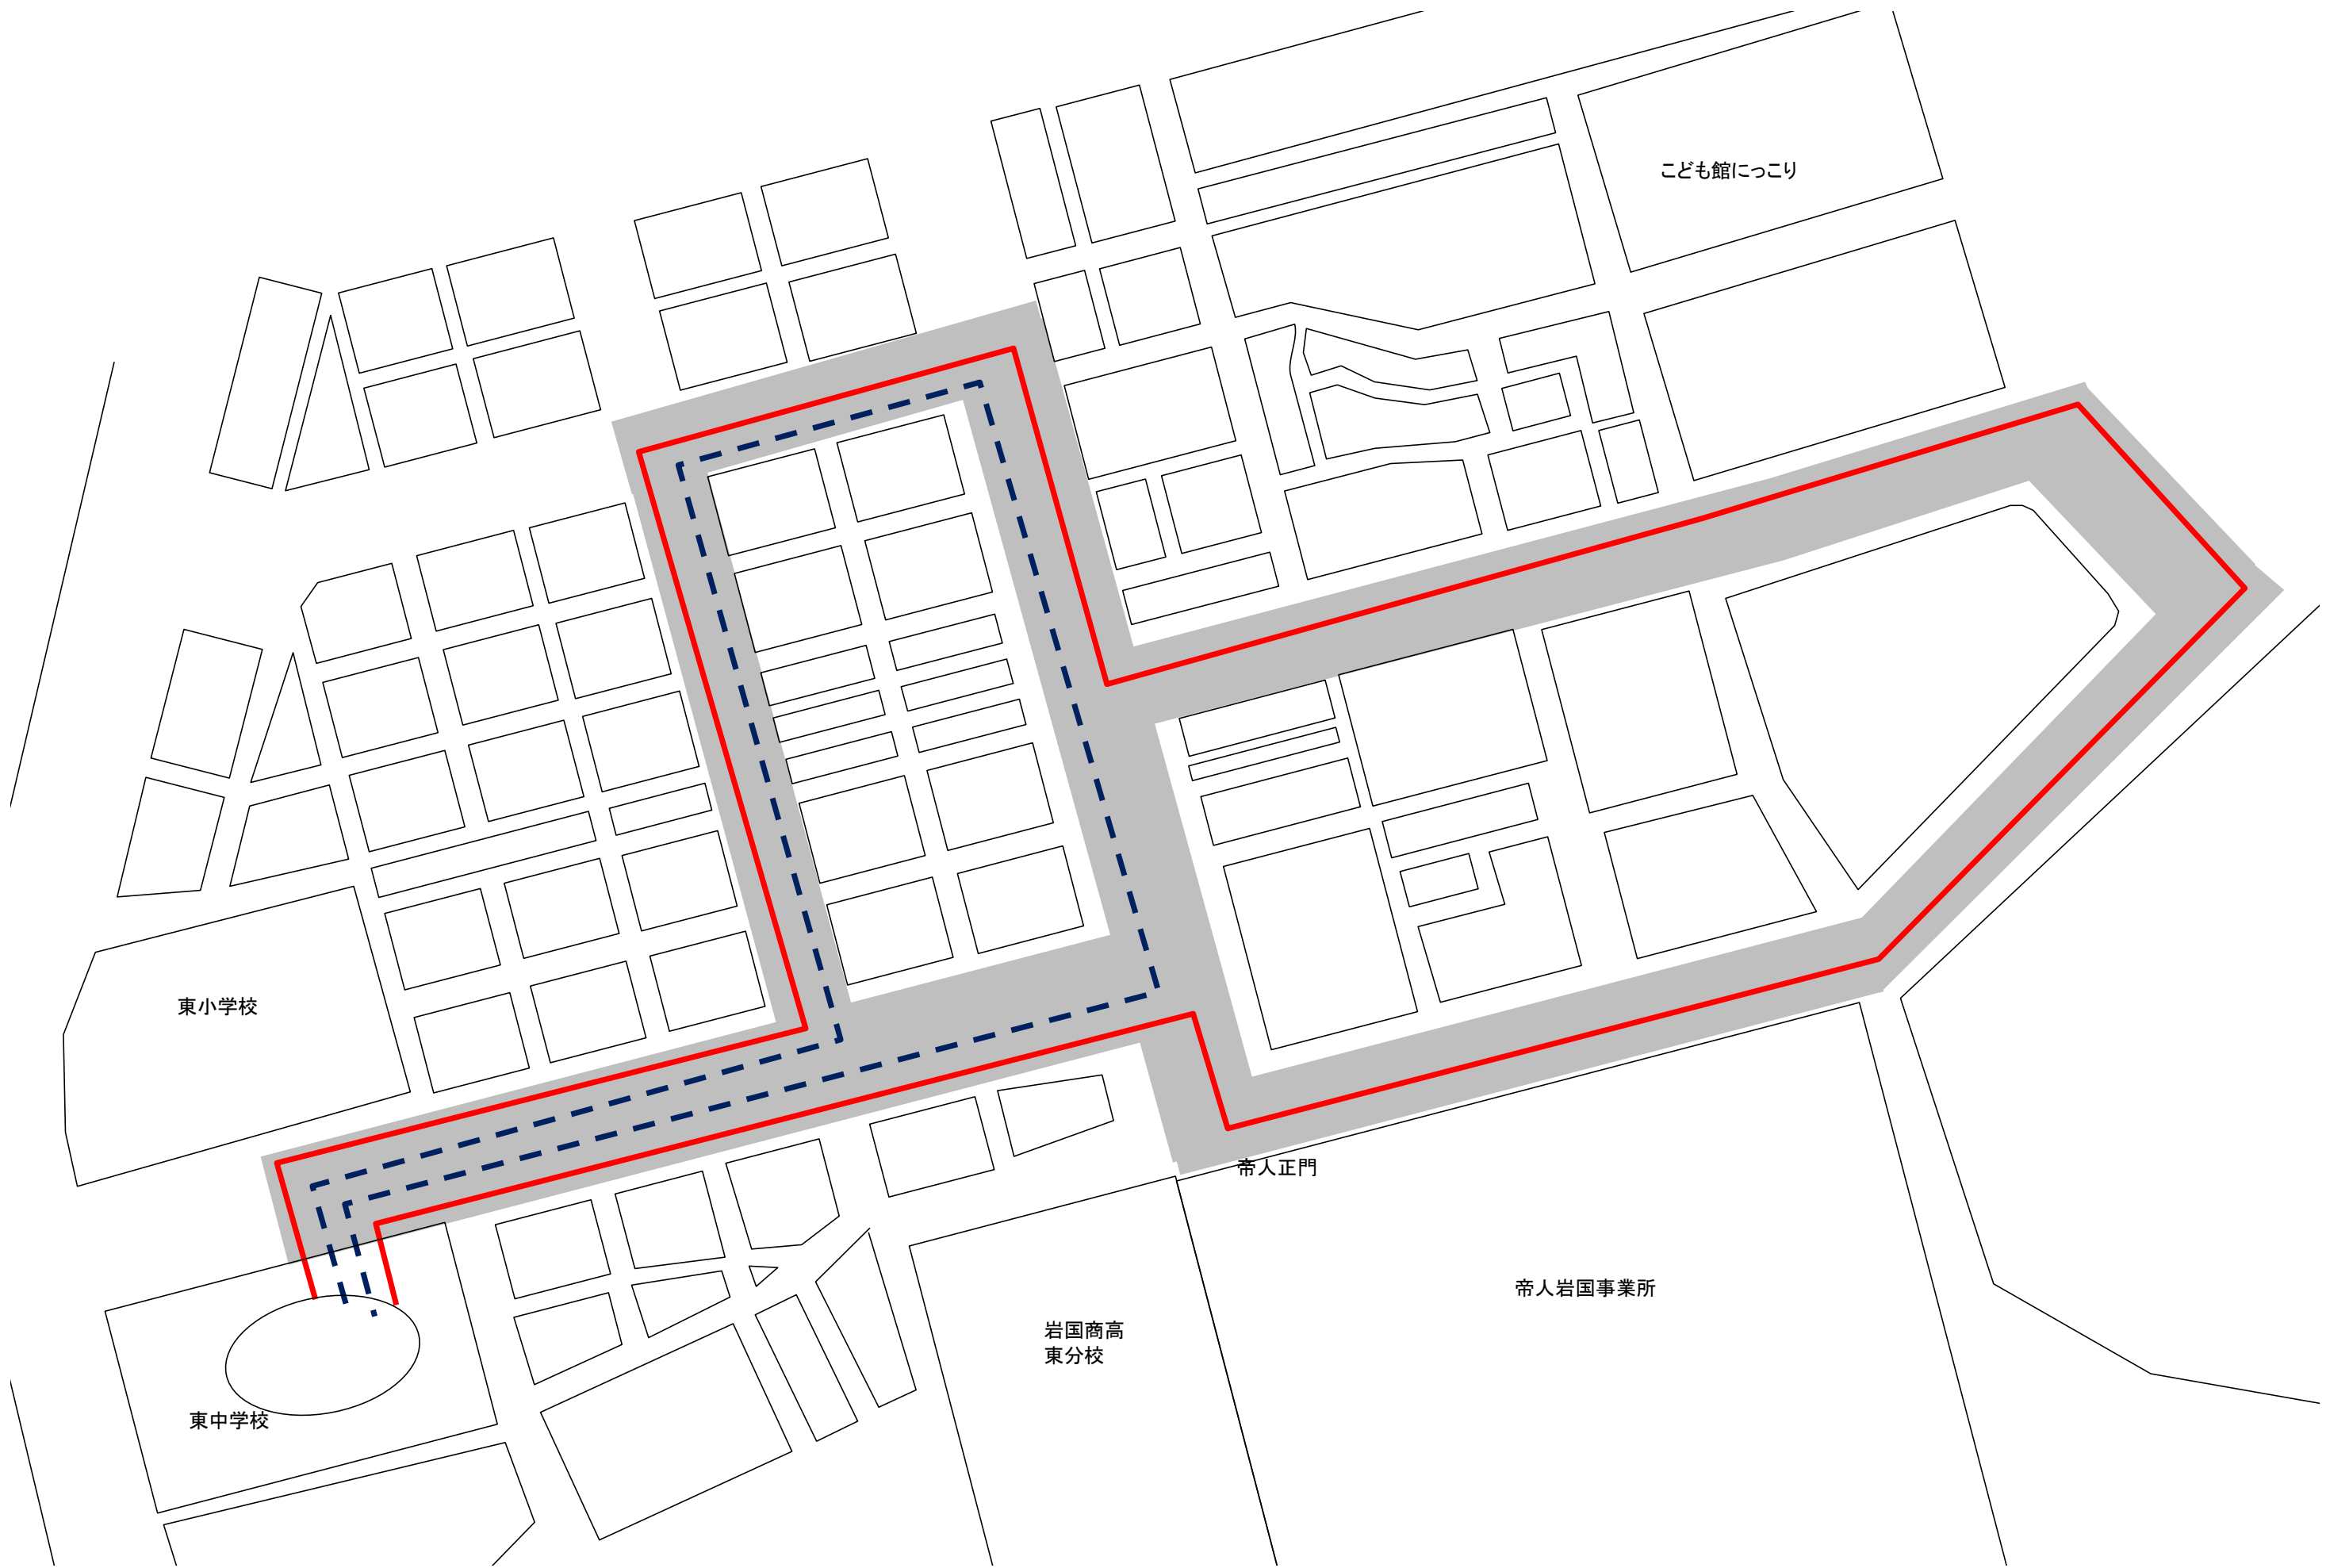 こども館にっこり
東小学校
帝人正門
帝人岩国事業所
岩国商高
東分校
東中学校